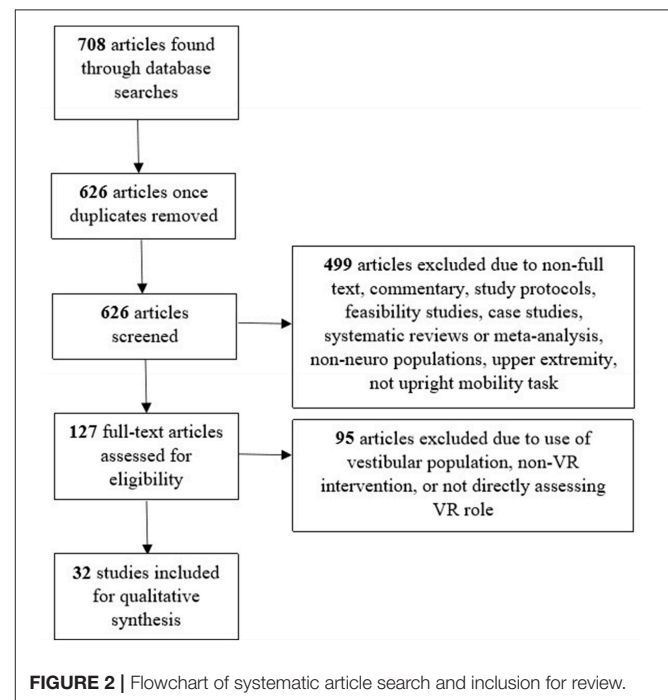 708 articles found
through database
searches
626 articles once
duplicates removed
626 articles
screened
499 articles excluded due to non-full
text, commentary, study protocols,
feasibility studies, case studies,
systematic reviews or meta-analysis,
non-neuro populations, upper extremity,
not upright mobility task
127 full-text articles
assessed for
eligibility
95 articles excluded due to use of
vestibular population, non-VR
intervention, or not directly assessing
VR role
32 studies included
for qualitative
synthesis
FIGURE 2 | Flowchart of systematic article search and inclusion for review.